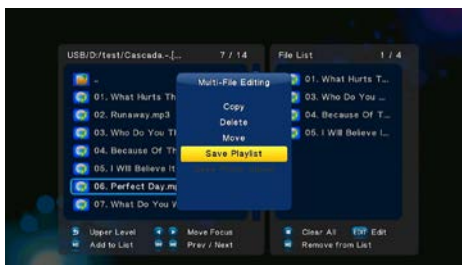 USB/D:/test/Cascada.-.[... 7 / 14
File List 1 / 4
..
01. What Hurts Th
02. Runaway.mp3
03. Who Do You Th
04. Because Of Th
05. I Will Believe It
06. Perfect Day.mp
07. What Do You W
Multi-File Editing
Copy
Delete
Move
Save Playlist
01. What Hurts T...
03. Who Do You ...
04. Because Of T...
05. I Will Believe I...
Upper Level Move Focus
Add to List Prev / Next
Clear All EDIT Edit
Remove from List